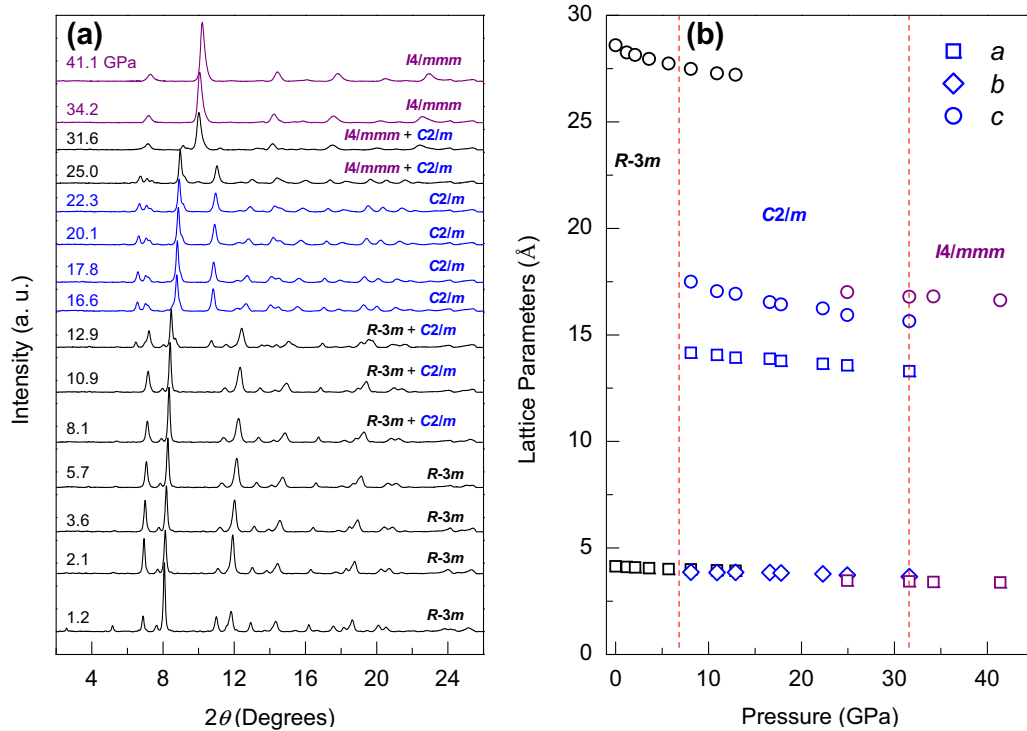 (a)
41.1 GPa
I4/mmm
34.2
I4/mmm
31.6
I4/mmm + C2/m
25.0
I4/mmm + C2/m
22.3
C2/m
20.1
C2/m
17.8
C2/m
16.6
C2/m
12.9
R-3m + C2/m
10.9
R-3m + C2/m
8.1
R-3m + C2/m
5.7
R-3m
3.6
R-3m
2.1
R-3m
1.2
R-3m
Intensity (a. u.)
4 8 12 16 20 24
2θ (Degrees)
(b)
a
b
c
R-3m
C2/m
I4/mmm
Lattice Parameters (Å)
30
25
20
15
10
5
0
0 10 20 30 40
Pressure (GPa)